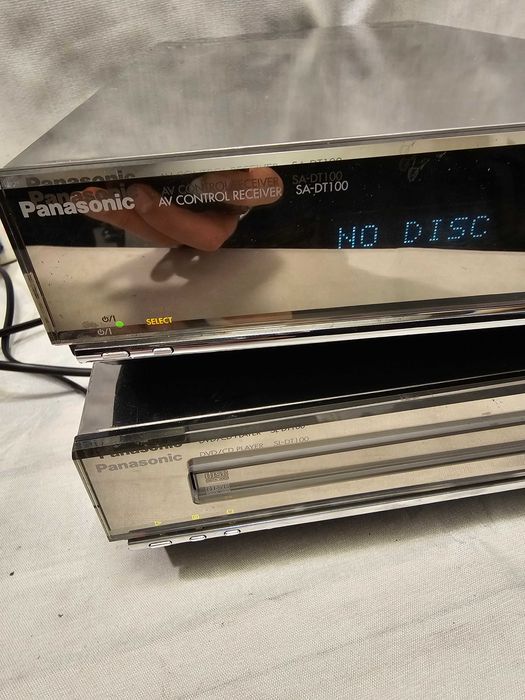 Panasonic
AV CONTROL RECEIVER SA-DT100
NO DISC
⏻/I
SELECT
DVD/CD PLAYER SL-DT100
Panasonic